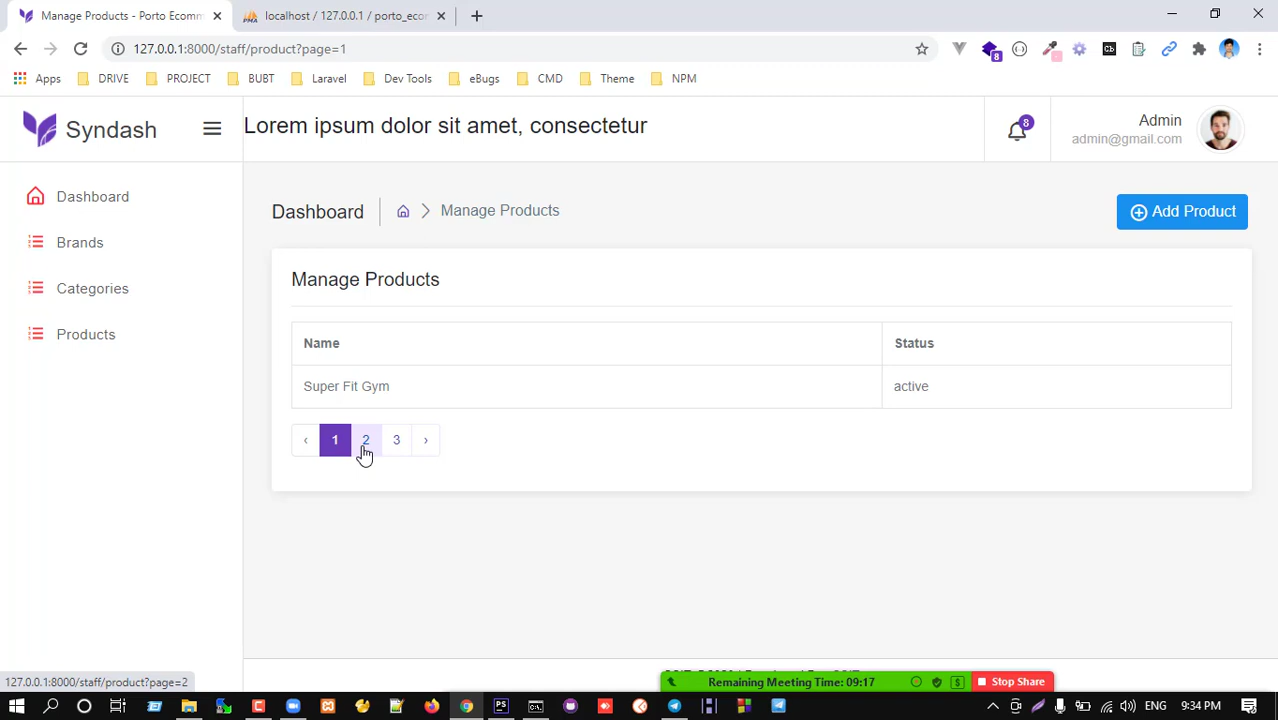 Manage Products - Porto Ecomm
localhost / 127.0.0.1 / porto_ecor
127.0.0.1:8000/staff/product?page=1
8
Cb
Apps
DRIVE
PROJECT
BUBT
Laravel
Dev Tools
eBugs
CMD
Theme
NPM
Syndash
Lorem ipsum dolor sit amet, consectetur
8
Admin
admin@gmail.com
Dashboard
Brands
Categories
Products
Dashboard
Manage Products
Add Product
Manage Products
Name
Status
Super Fit Gym
active
‹ 1 2 3 ›
127.0.0.1:8000/staff/product?page=2
Remaining Meeting Time: 09:17
Stop Share
ENG
9:34 PM